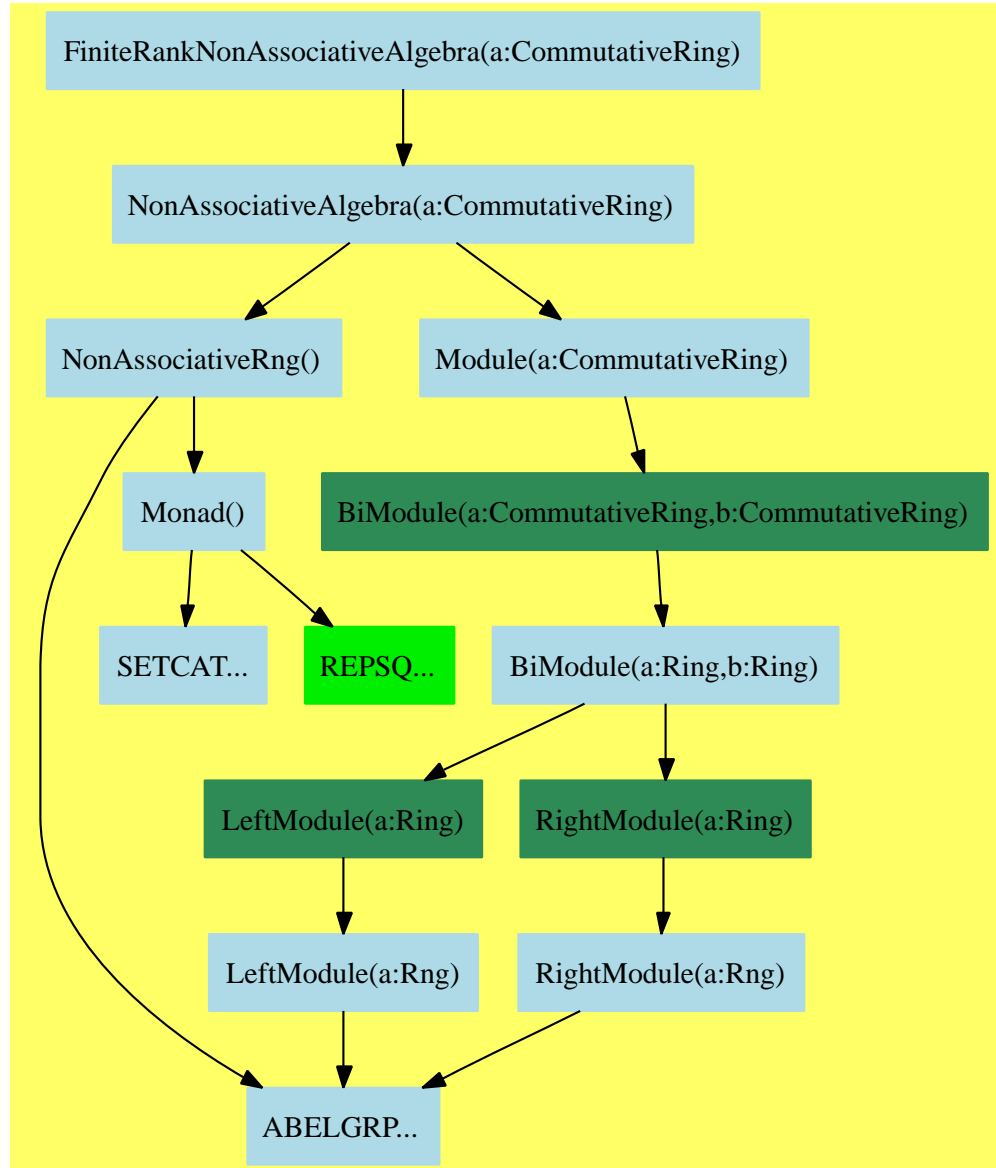 FiniteRankNonAssociativeAlgebra(a:CommutativeRing)
NonAssociativeAlgebra(a:CommutativeRing)
NonAssociativeRng()
Module(a:CommutativeRing)
Monad()
BiModule(a:CommutativeRing,b:CommutativeRing)
SETCAT...
REPSQ...
BiModule(a:Ring,b:Ring)
LeftModule(a:Ring)
RightModule(a:Ring)
LeftModule(a:Rng)
RightModule(a:Rng)
ABELGRP...